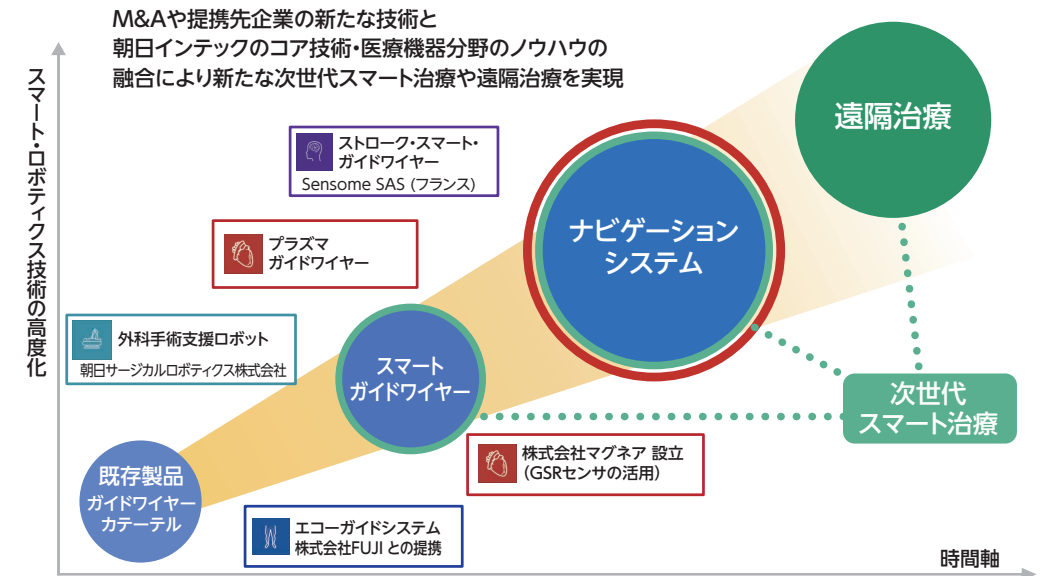 M&Aや提携先企業の新たな技術と
朝日インテックのコア技術・医療機器分野のノウハウの
融合により新たな次世代スマート治療や遠隔治療を実現
スマート・ロボティクス技術の高度化
遠隔治療
ストローク・スマート・
ガイドワイヤー
Sensome SAS (フランス)
ナビゲーション
システム
プラズマ
ガイドワイヤー
外科手術支援ロボット
朝日サージカルロボティクス株式会社
スマート
ガイドワイヤー
次世代
スマート治療
株式会社マグネア 設立
(GSRセンサの活用)
既存製品
ガイドワイヤー
カテーテル
エコーガイドシステム
株式会社FUJI との提携
時間軸